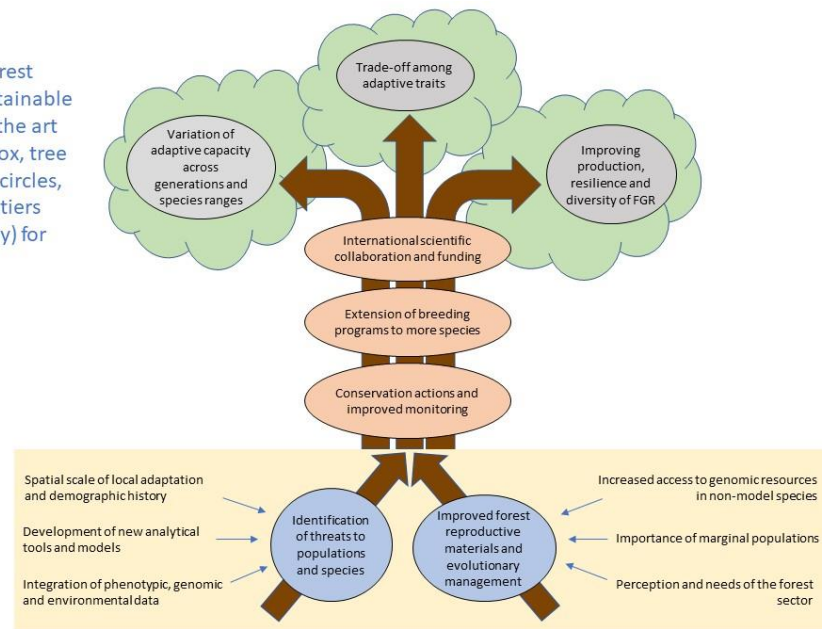 rest
tainable
the art
ox, tree
circles,
tiers
y) for
Trade-off among
adaptive traits
Variation of
adaptive capacity
across
generations and
species ranges
Improving
production,
resilience and
diversity of FGR
International scientific
collaboration and funding
Extension of breeding
programs to more species
Conservation actions and
improved monitoring
Spatial scale of local adaptation
and demographic history
Development of new analytical
tools and models
Integration of phenotypic, genomic
and environmental data
Identification
of threats to
populations
and species
Improved forest
reproductive
materials and
evolutionary
management
Increased access to genomic resources
in non-model species
Importance of marginal populations
Perception and needs of the forest
sector